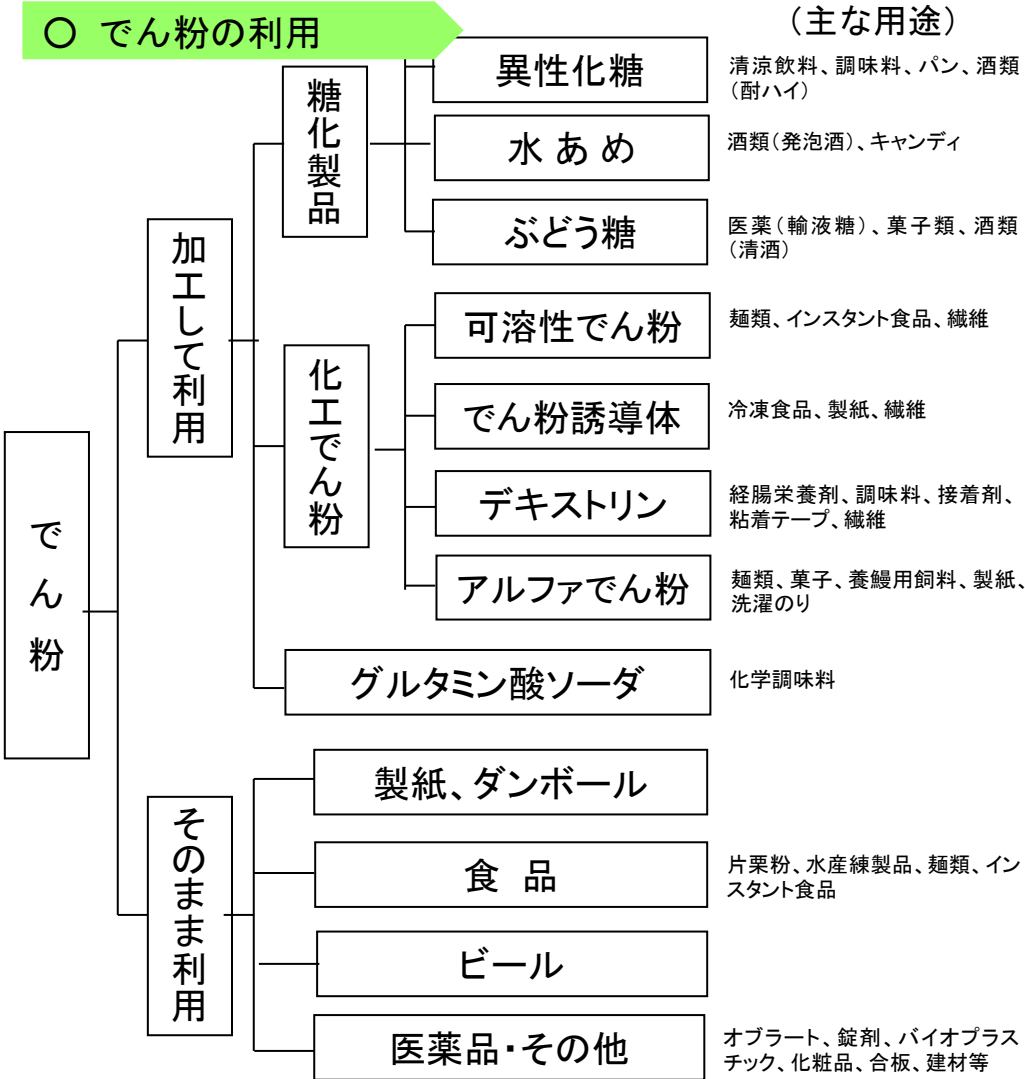 ○ でん粉の利用
（主な用途）
でん粉
加工して利用
糖化製品
異性化糖
清涼飲料、調味料、パン、酒類
（酎ハイ）
水あめ
酒類（発泡酒）、キャンディ
ぶどう糖
医薬（輸液糖）、菓子類、酒類
（清酒）
化工でん粉
可溶性でん粉
麺類、インスタント食品、繊維
でん粉誘導体
冷凍食品、製紙、繊維
デキストリン
経腸栄養剤、調味料、接着剤、
粘着テープ、繊維
アルファでん粉
麺類、菓子、養鰻用飼料、製紙、
洗濯のり
グルタミン酸ソーダ
化学調味料
そのまま利用
製紙、ダンボール
食品
片栗粉、水産練製品、麺類、イン
スタント食品
ビール
医薬品・その他
オブラート、錠剤、バイオプラス
チック、化粧品、合板、建材等